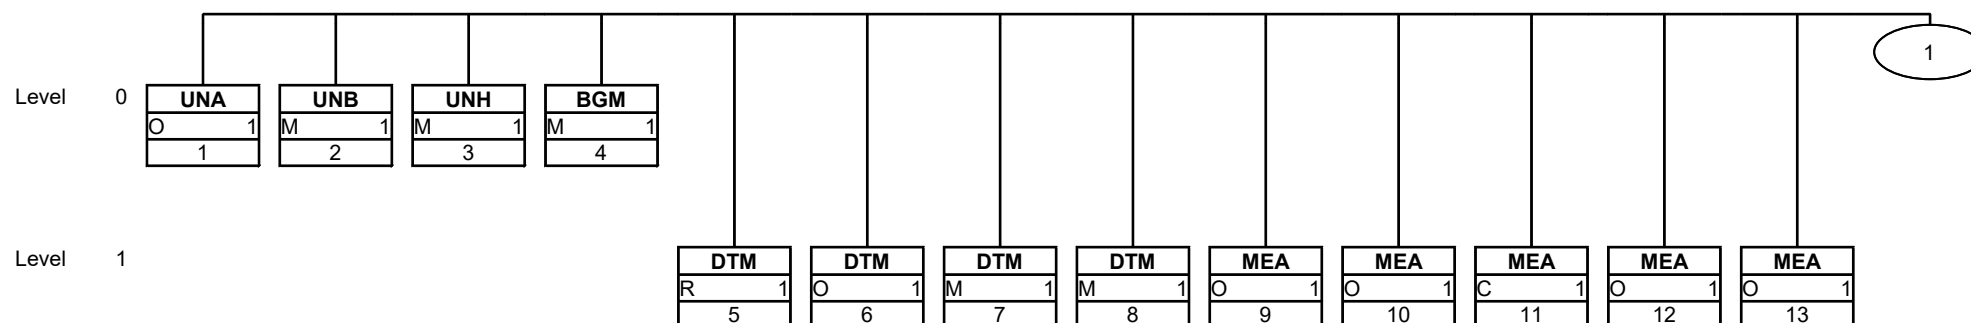 1
Level 0 UNA UNB UNH BGM
O 1 M 1 M 1 M 1
1 2 3 4
Level 1 DTM DTM DTM DTM MEA MEA MEA MEA MEA
R 1 O 1 M 1 M 1 O 1 O 1 C 1 O 1 O 1
5 6 7 8 9 10 11 12 13